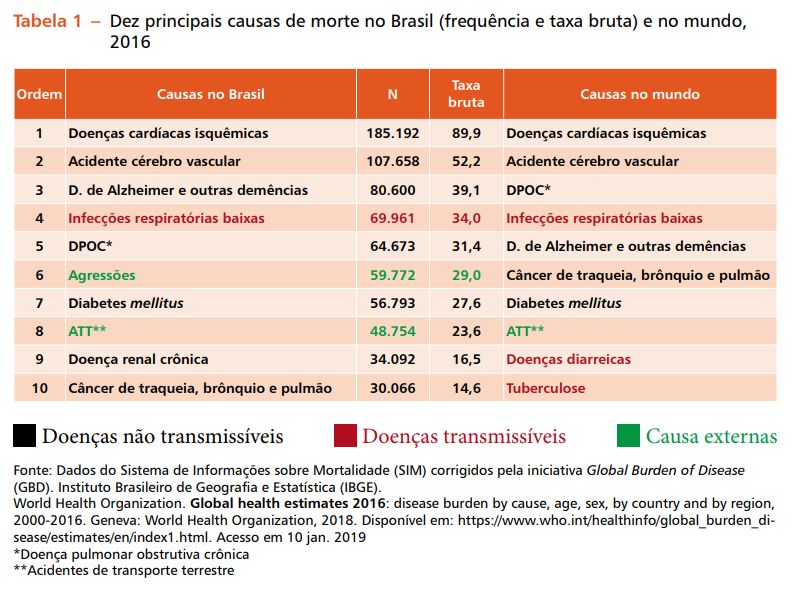 Tabela 1 – Dez principais causas de morte no Brasil (frequência e taxa bruta) e no mundo,
2016
Ordem Causas no Brasil N Taxa bruta Causas no mundo
1 Doenças cardíacas isquêmicas 185.192 89,9 Doenças cardíacas isquêmicas
2 Acidente cérebro vascular 107.658 52,2 Acidente cérebro vascular
3 D. de Alzheimer e outras demências 80.600 39,1 DPOC*
4 Infecções respiratórias baixas 69.961 34,0 Infecções respiratórias baixas
5 DPOC* 64.673 31,4 D. de Alzheimer e outras demências
6 Agressões 59.772 29,0 Câncer de traqueia, brônquio e pulmão
7 Diabetes mellitus 56.793 27,6 Diabetes mellitus
8 ATT** 48.754 23,6 ATT**
9 Doença renal crônica 34.092 16,5 Doenças diarreicas
10 Câncer de traqueia, brônquio e pulmão 30.066 14,6 Tuberculose
Doenças não transmissíveis Doenças transmissíveis Causa externas
Fonte: Dados do Sistema de Informações sobre Mortalidade (SIM) corrigidos pela iniciativa Global Burden of Disease
(GBD). Instituto Brasileiro de Geografia e Estatística (IBGE).
World Health Organization. Global health estimates 2016: disease burden by cause, age, sex, by country and by region,
2000-2016. Geneva: World Health Organization, 2018. Disponível em: https://www.who.int/healthinfo/global_burden_di-
sease/estimates/en/index1.html. Acesso em 10 jan. 2019
*Doença pulmonar obstrutiva crônica
**Acidentes de transporte terrestre